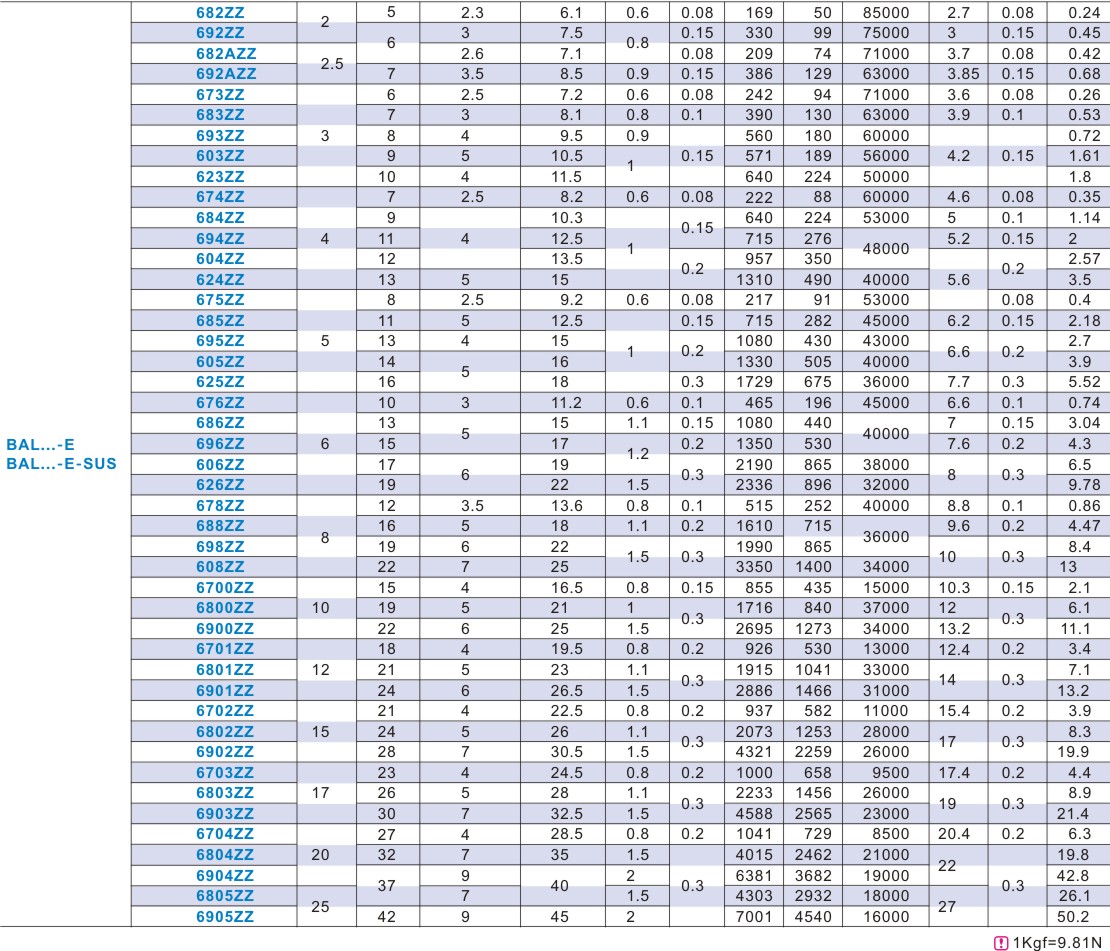 682ZZ 2 5 2.3 6.1 0.6 0.08 169 50 85000 2.7 0.08 0.24
692ZZ 6 3 7.5 0.8 0.15 330 99 75000 3 0.15 0.45
682AZZ 2.5 2.6 7.1 0.08 209 74 71000 3.7 0.08 0.42
692AZZ 7 3.5 8.5 0.9 0.15 386 129 63000 3.85 0.15 0.68
673ZZ 6 2.5 7.2 0.6 0.08 242 94 71000 3.6 0.08 0.26
683ZZ 7 3 8.1 0.8 0.1 390 130 63000 3.9 0.1 0.53
693ZZ 3 8 4 9.5 0.9 560 180 60000 0.72
603ZZ 9 5 10.5 1 0.15 571 189 56000 4.2 0.15 1.61
623ZZ 10 4 11.5 640 224 50000 1.8
674ZZ 7 2.5 8.2 0.6 0.08 222 88 60000 4.6 0.08 0.35
684ZZ 9 10.3 0.15 640 224 53000 5 0.1 1.14
694ZZ 4 11 4 12.5 1 715 276 48000 5.2 0.15 2
604ZZ 12 13.5 0.2 957 350 0.2 2.57
624ZZ 13 5 15 1310 490 40000 5.6 3.5
675ZZ 8 2.5 9.2 0.6 0.08 217 91 53000 0.08 0.4
685ZZ 11 5 12.5 0.15 715 282 45000 6.2 0.15 2.18
695ZZ 5 13 4 15 1 0.2 1080 430 43000 6.6 0.2 2.7
605ZZ 14 5 16 1330 505 40000 3.9
625ZZ 16 18 0.3 1729 675 36000 7.7 0.3 5.52
676ZZ 10 3 11.2 0.6 0.1 465 196 45000 6.6 0.1 0.74
686ZZ 13 5 15 1.1 0.15 1080 440 40000 7 0.15 3.04
BAL...-E 696ZZ 6 15 17 1.2 0.2 1350 530 7.6 0.2 4.3
BAL...-E-SUS 606ZZ 17 6 19 0.3 2190 865 38000 8 0.3 6.5
626ZZ 19 22 1.5 2336 896 32000 9.78
678ZZ 12 3.5 13.6 0.8 0.1 515 252 40000 8.8 0.1 0.86
688ZZ 8 16 5 18 1.1 0.2 1610 715 36000 9.6 0.2 4.47
698ZZ 19 6 22 1.5 0.3 1990 865 10 0.3 8.4
608ZZ 22 7 25 3350 1400 34000 13
6700ZZ 15 4 16.5 0.8 0.15 855 435 15000 10.3 0.15 2.1
6800ZZ 10 19 5 21 1 0.3 1716 840 37000 12 0.3 6.1
6900ZZ 22 6 25 1.5 2695 1273 34000 13.2 11.1
6701ZZ 18 4 19.5 0.8 0.2 926 530 13000 12.4 0.2 3.4
6801ZZ 12 21 5 23 1.1 0.3 1915 1041 33000 14 0.3 7.1
6901ZZ 24 6 26.5 1.5 2886 1466 31000 13.2
6702ZZ 21 4 22.5 0.8 0.2 937 582 11000 15.4 0.2 3.9
6802ZZ 15 24 5 26 1.1 0.3 2073 1253 28000 17 0.3 8.3
6902ZZ 28 7 30.5 1.5 4321 2259 26000 19.9
6703ZZ 23 4 24.5 0.8 0.2 1000 658 9500 17.4 0.2 4.4
6803ZZ 17 26 5 28 1.1 0.3 2233 1456 26000 19 0.3 8.9
6903ZZ 30 7 32.5 1.5 4588 2565 23000 21.4
6704ZZ 27 4 28.5 0.8 0.2 1041 729 8500 20.4 0.2 6.3
6804ZZ 20 32 7 35 1.5 4015 2462 21000 22 19.8
6904ZZ 37 9 40 2 0.3 6381 3682 19000 0.3 42.8
6805ZZ 25 7 1.5 4303 2932 18000 27 26.1
6905ZZ 42 9 45 2 7001 4540 16000 50.2
! 1Kgf=9.81N